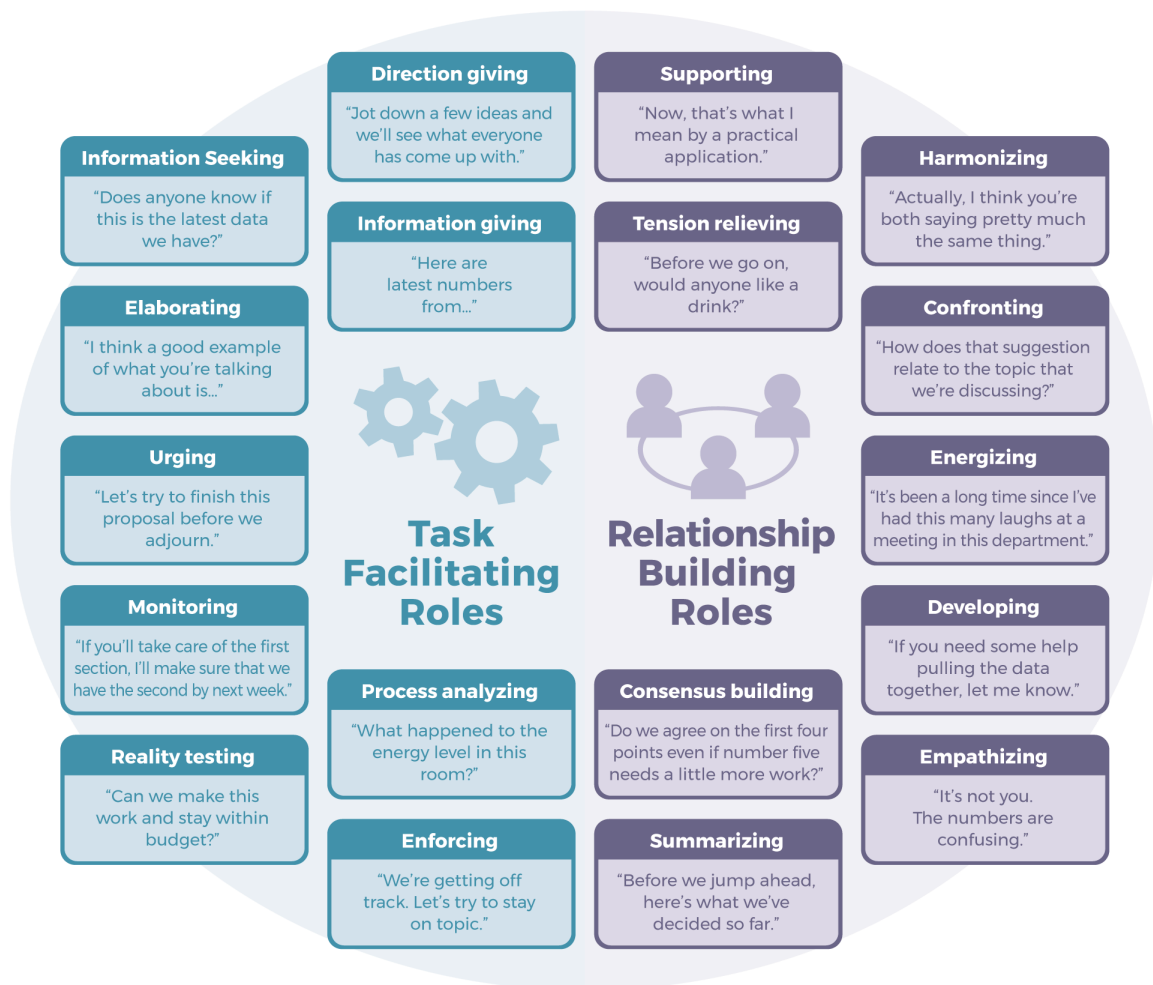 Direction giving
“Jot down a few ideas and
we’ll see what everyone
has come up with.”
Supporting
“Now, that’s what I
mean by a practical
application.”
Information Seeking
“Does anyone know if
this is the latest data
we have?”
Information giving
“Here are
latest numbers
from...”
Tension relieving
“Before we go on,
would anyone like a
drink?”
Harmonizing
“Actually, I think you’re
both saying pretty much
the same thing.”
Elaborating
“I think a good example
of what you’re talking
about is...”
Confronting
“How does that suggestion
relate to the topic that
we’re discussing?”
Urging
“Let’s try to finish this
proposal before we
adjourn.”
Task
Facilitating
Roles
Relationship
Building
Roles
Energizing
“It’s been a long time since I’ve
had this many laughs at a
meeting in this department.”
Monitoring
“If you’ll take care of the first
section, I’ll make sure that we
have the second by next week.”
Developing
“If you need some help
pulling the data
together, let me know.”
Process analyzing
“What happened to the
energy level in this
room?”
Consensus building
“Do we agree on the first four
points even if number five
needs a little more work?”
Reality testing
“Can we make this
work and stay within
budget?”
Empathizing
“It’s not you.
The numbers are
confusing.”
Enforcing
“We’re getting off
track. Let’s try to stay
on topic.”
Summarizing
“Before we jump ahead,
here’s what we’ve
decided so far.”